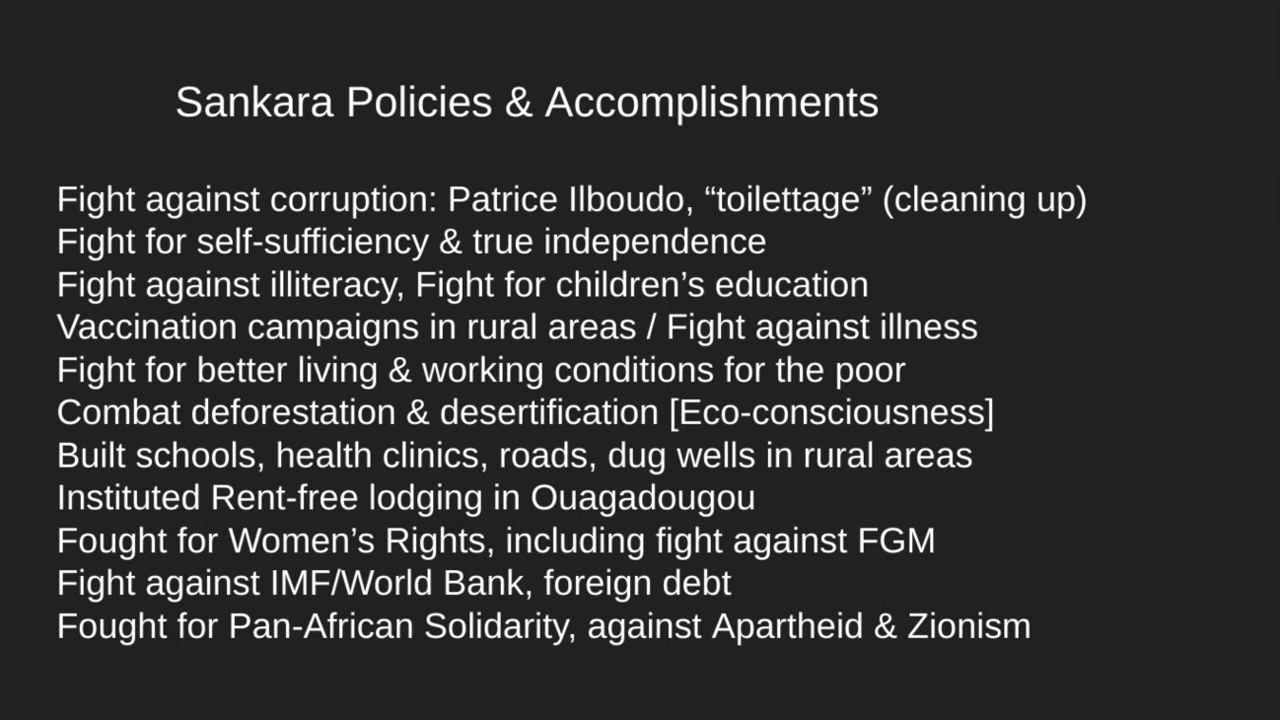 Sankara Policies & Accomplishments
Fight against corruption: Patrice Ilboudo, “toilettage” (cleaning up)
Fight for self-sufficiency & true independence
Fight against illiteracy, Fight for children’s education
Vaccination campaigns in rural areas / Fight against illness
Fight for better living & working conditions for the poor
Combat deforestation & desertification [Eco-consciousness]
Built schools, health clinics, roads, dug wells in rural areas
Instituted Rent-free lodging in Ouagadougou
Fought for Women’s Rights, including fight against FGM
Fight against IMF/World Bank, foreign debt
Fought for Pan-African Solidarity, against Apartheid & Zionism